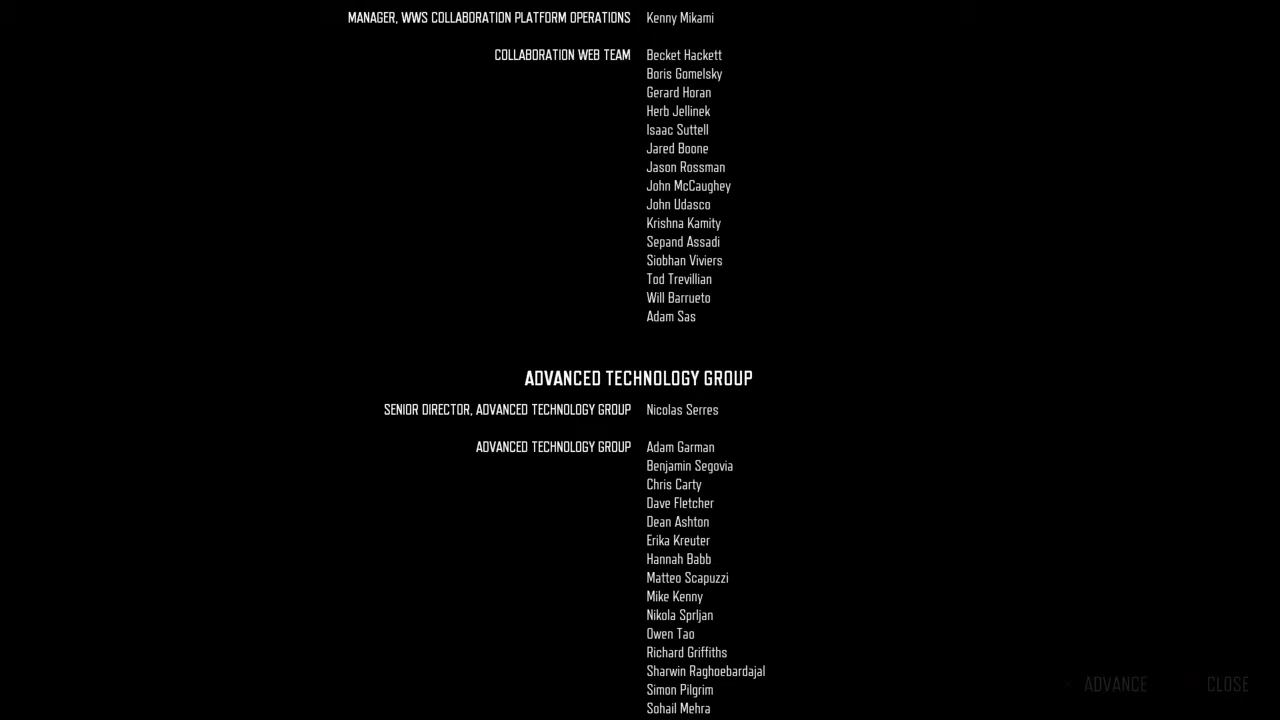 MANAGER, WWS COLLABORATION PLATFORM OPERATIONS Kenny Mikami
COLLABORATION WEB TEAM Becket Hackett
Boris Gomelsky
Gerard Horan
Herb Jellinek
Isaac Suttell
Jared Boone
Jason Rossman
John McCaughey
John Udasco
Krishna Kamity
Sepand Assadi
Siobhan Viviers
Tod Trevillian
Will Barrueto
Adam Sas
ADVANCED TECHNOLOGY GROUP
SENIOR DIRECTOR, ADVANCED TECHNOLOGY GROUP Nicolas Serres
ADVANCED TECHNOLOGY GROUP Adam Garman
Benjamin Segovia
Chris Carty
Dave Fletcher
Dean Ashton
Erika Kreuter
Hannah Babb
Matteo Scapuzzi
Mike Kenny
Nikola Sprljan
Owen Tao
Richard Griffiths
Sharwin Raghoebardajal
Simon Pilgrim
Sohail Mehra
ADVANCE CLOSE